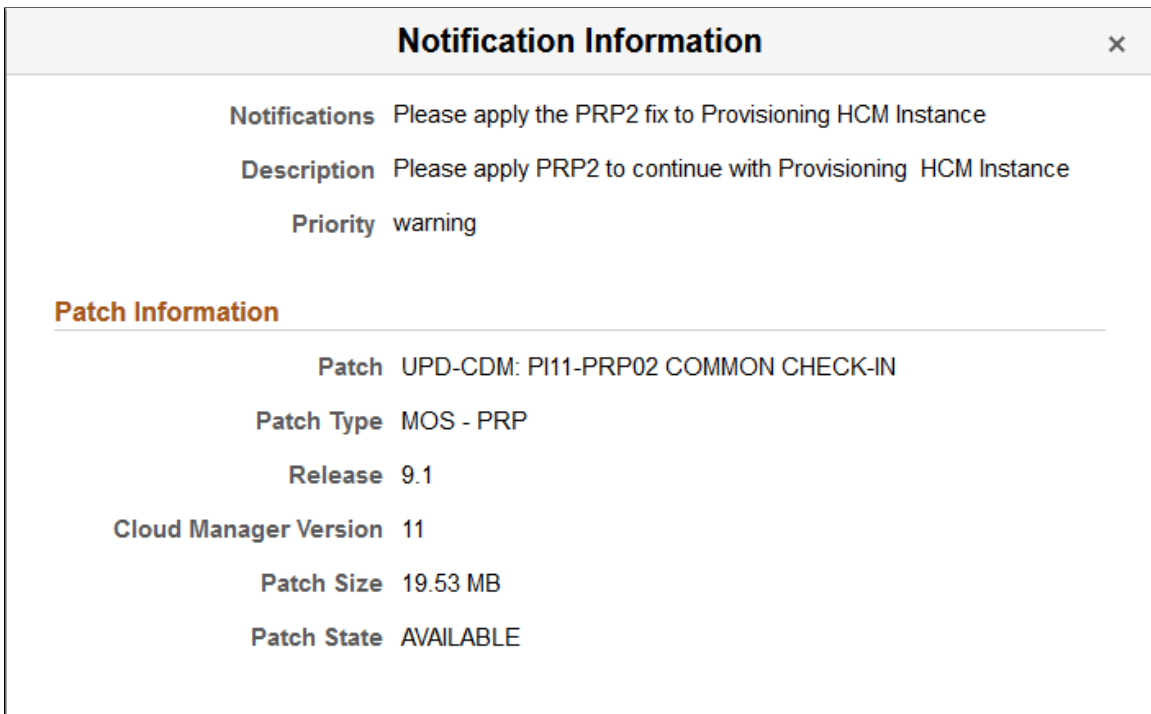 Notification Information ×
Notifications Please apply the PRP2 fix to Provisioning HCM Instance
Description Please apply PRP2 to continue with Provisioning  HCM Instance
Priority warning
Patch Information
Patch UPD-CDM: PI11-PRP02 COMMON CHECK-IN
Patch Type MOS - PRP
Release 9.1
Cloud Manager Version 11
Patch Size 19.53 MB
Patch State AVAILABLE